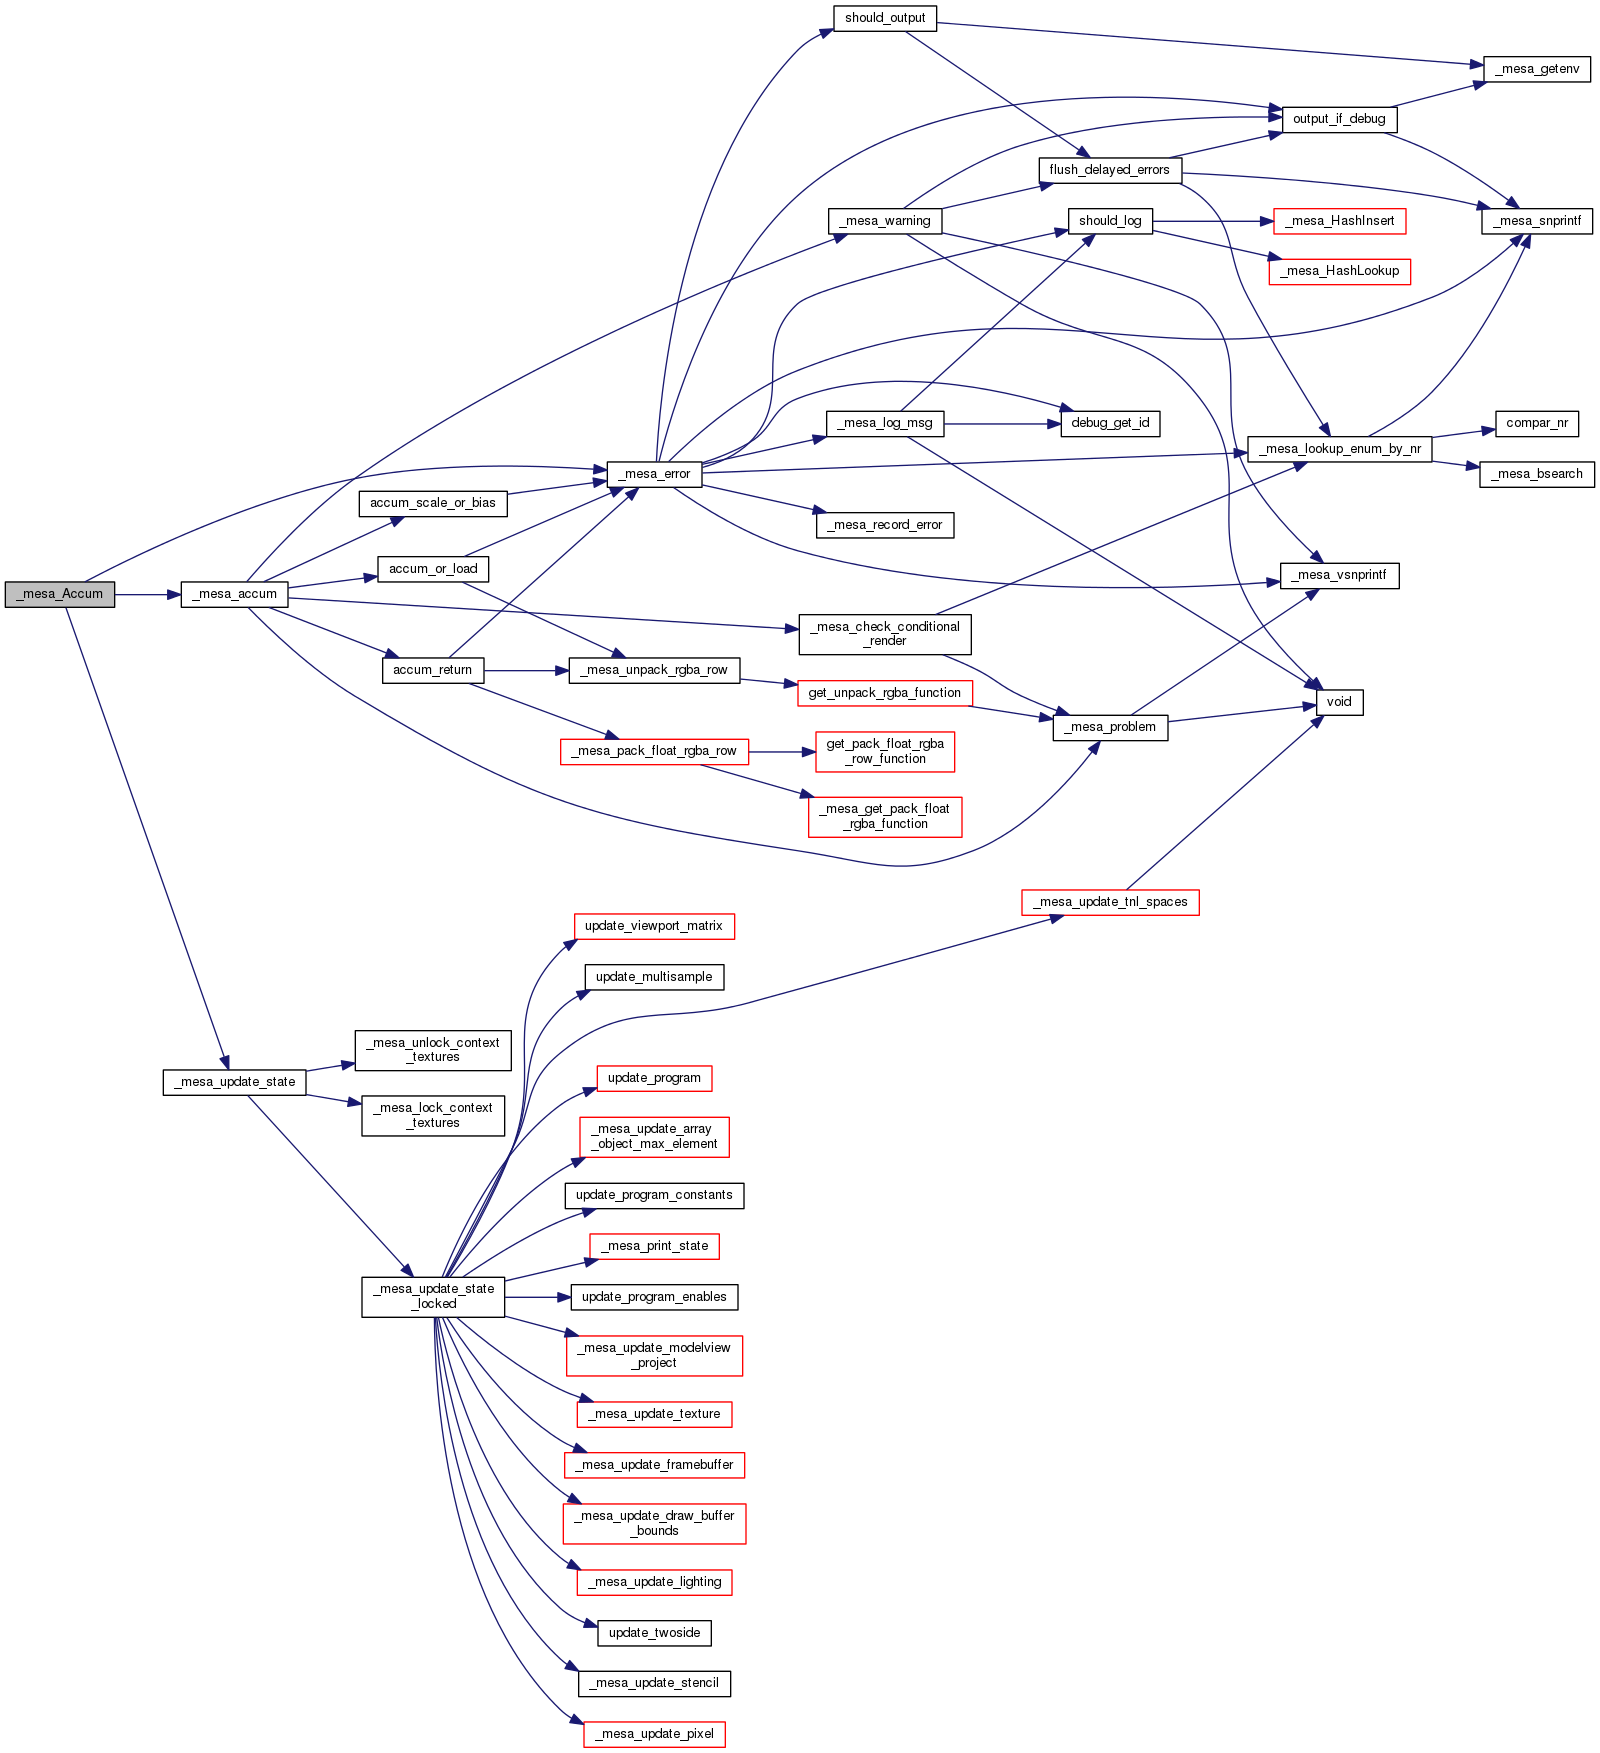 should_output
_mesa_getenv
output_if_debug
flush_delayed_errors
_mesa_warning
should_log
_mesa_HashInsert
_mesa_snprintf
_mesa_HashLookup
_mesa_log_msg
debug_get_id
compar_nr
_mesa_lookup_enum_by_nr
_mesa_error
_mesa_bsearch
accum_scale_or_bias
_mesa_record_error
accum_or_load
_mesa_vsnprintf
_mesa_Accum
_mesa_accum
_mesa_check_conditional
_render
accum_return
_mesa_unpack_rgba_row
get_unpack_rgba_function
void
_mesa_problem
_mesa_pack_float_rgba_row
get_pack_float_rgba
_row_function
_mesa_get_pack_float
_rgba_function
_mesa_update_tnl_spaces
update_viewport_matrix
update_multisample
_mesa_unlock_context
_textures
_mesa_update_state
update_program
_mesa_lock_context
_textures
_mesa_update_array
_object_max_element
update_program_constants
_mesa_print_state
_mesa_update_state
_locked
update_program_enables
_mesa_update_modelview
_project
_mesa_update_texture
_mesa_update_framebuffer
_mesa_update_draw_buffer
_bounds
_mesa_update_lighting
update_twoside
_mesa_update_stencil
_mesa_update_pixel